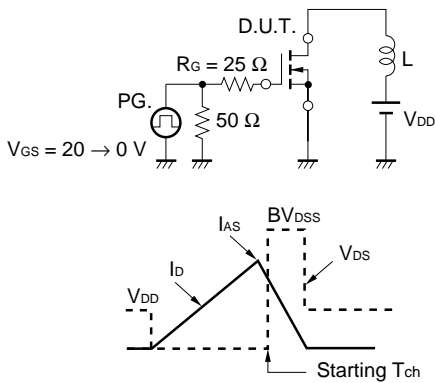 D.U.T.
RG = 25 Ω
L
PG.
50 Ω
VDD
VGS = 20 → 0 V
BVDSS
IAS
VDS
ID
VDD
Starting Tch